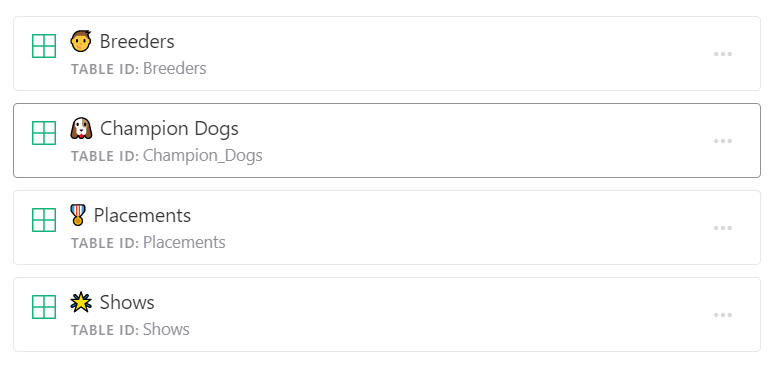 Breeders
TABLE ID: Breeders
Champion Dogs
TABLE ID: Champion_Dogs
Placements
TABLE ID: Placements
Shows
TABLE ID: Shows